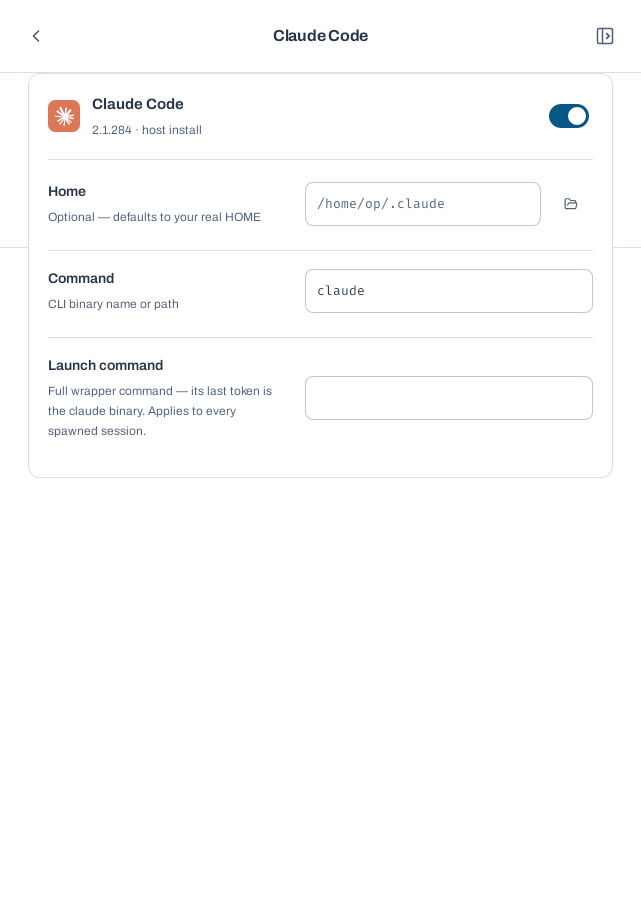 Claude Code
Claude Code
2.1.284 · host install
Home
Optional — defaults to your real HOME
/home/op/.claude
Command
CLI binary name or path
claude
Launch command
Full wrapper command — its last token is
the claude binary. Applies to every
spawned session.